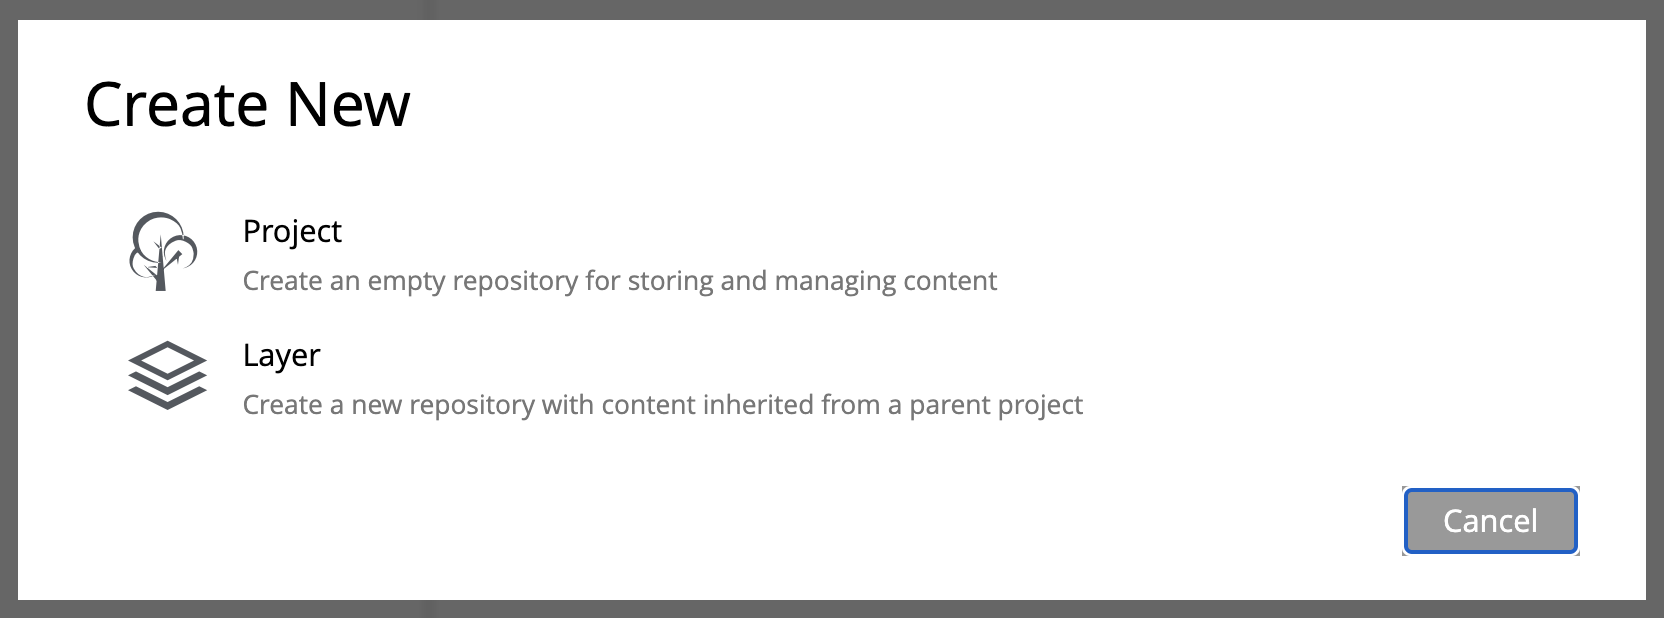 Create New
Project
Create an empty repository for storing and managing content
Layer
Create a new repository with content inherited from a parent project
Cancel